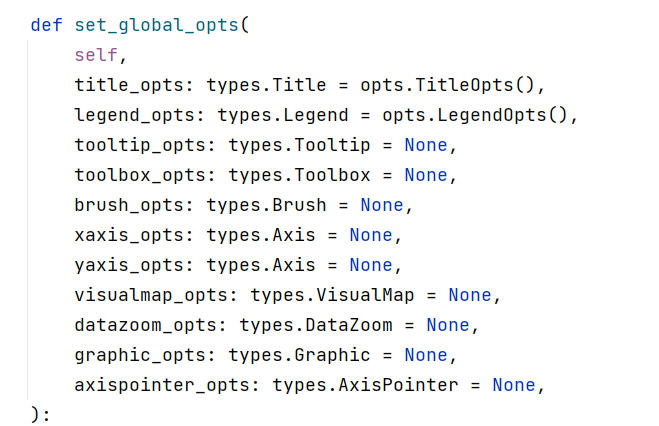 def set_global_opts(
    self,
    title_opts: types.Title = opts.TitleOpts(),
    legend_opts: types.Legend = opts.LegendOpts(),
    tooltip_opts: types.Tooltip = None,
    toolbox_opts: types.Toolbox = None,
    brush_opts: types.Brush = None,
    xaxis_opts: types.Axis = None,
    yaxis_opts: types.Axis = None,
    visualmap_opts: types.VisualMap = None,
    datazoom_opts: types.DataZoom = None,
    graphic_opts: types.Graphic = None,
    axispointer_opts: types.AxisPointer = None,
):